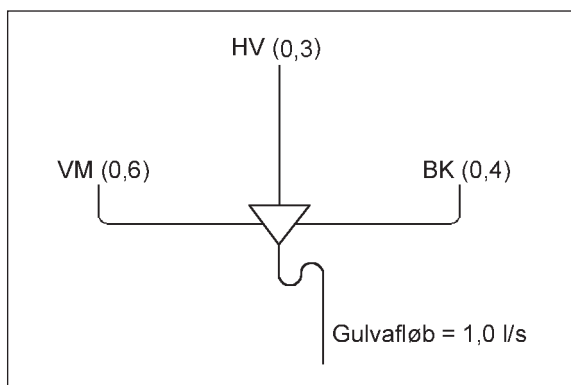 HV (0,3)
VM (0,6)
BK (0,4)
Gulvafløb = 1,0 l/s